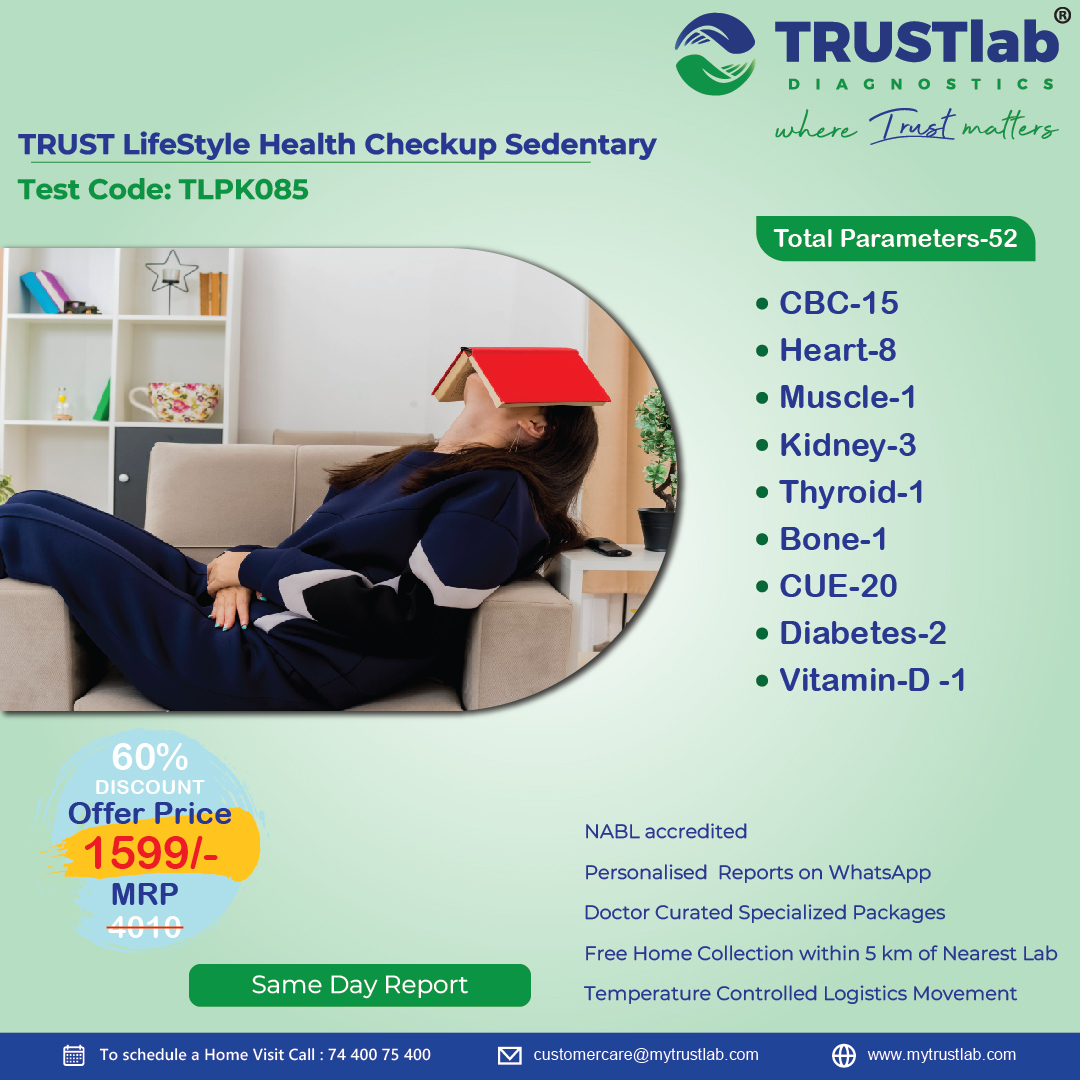 TRUSTlab®
DIAGNOSTICS
where Trust matters
TRUST LifeStyle Health Checkup Sedentary
Test Code: TLPK085
Total Parameters-52
• CBC-15
• Heart-8
• Muscle-1
• Kidney-3
• Thyroid-1
• Bone-1
• CUE-20
• Diabetes-2
• Vitamin-D -1
60%
DISCOUNT
Offer Price
1599/-
MRP
4010
NABL accredited
Personalised Reports on WhatsApp
Doctor Curated Specialized Packages
Free Home Collection within 5 km of Nearest Lab
Temperature Controlled Logistics Movement
Same Day Report
To schedule a Home Visit Call : 74 400 75 400
customercare@mytrustlab.com
www.mytrustlab.com